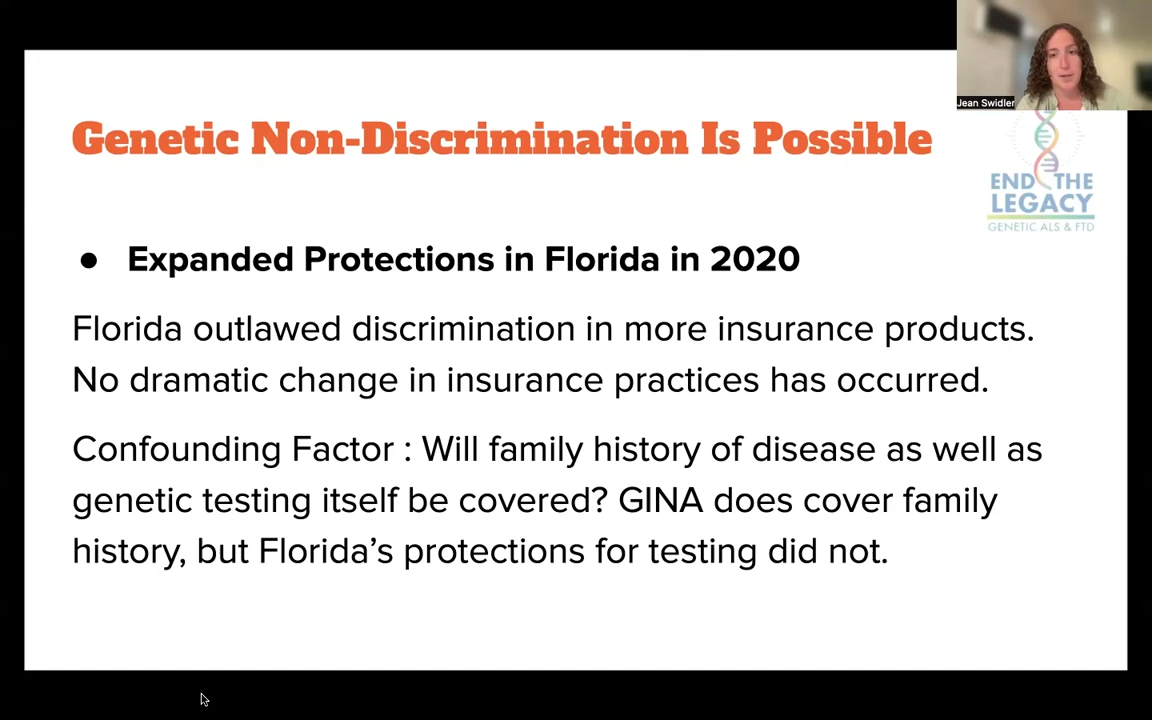 Jean Swidler
Genetic Non-Discrimination Is Possible
END THE
LEGACY
GENETIC ALS & FTD
● Expanded Protections in Florida in 2020
Florida outlawed discrimination in more insurance products.
No dramatic change in insurance practices has occurred.
Confounding Factor : Will family history of disease as well as
genetic testing itself be covered? GINA does cover family
history, but Florida’s protections for testing did not.